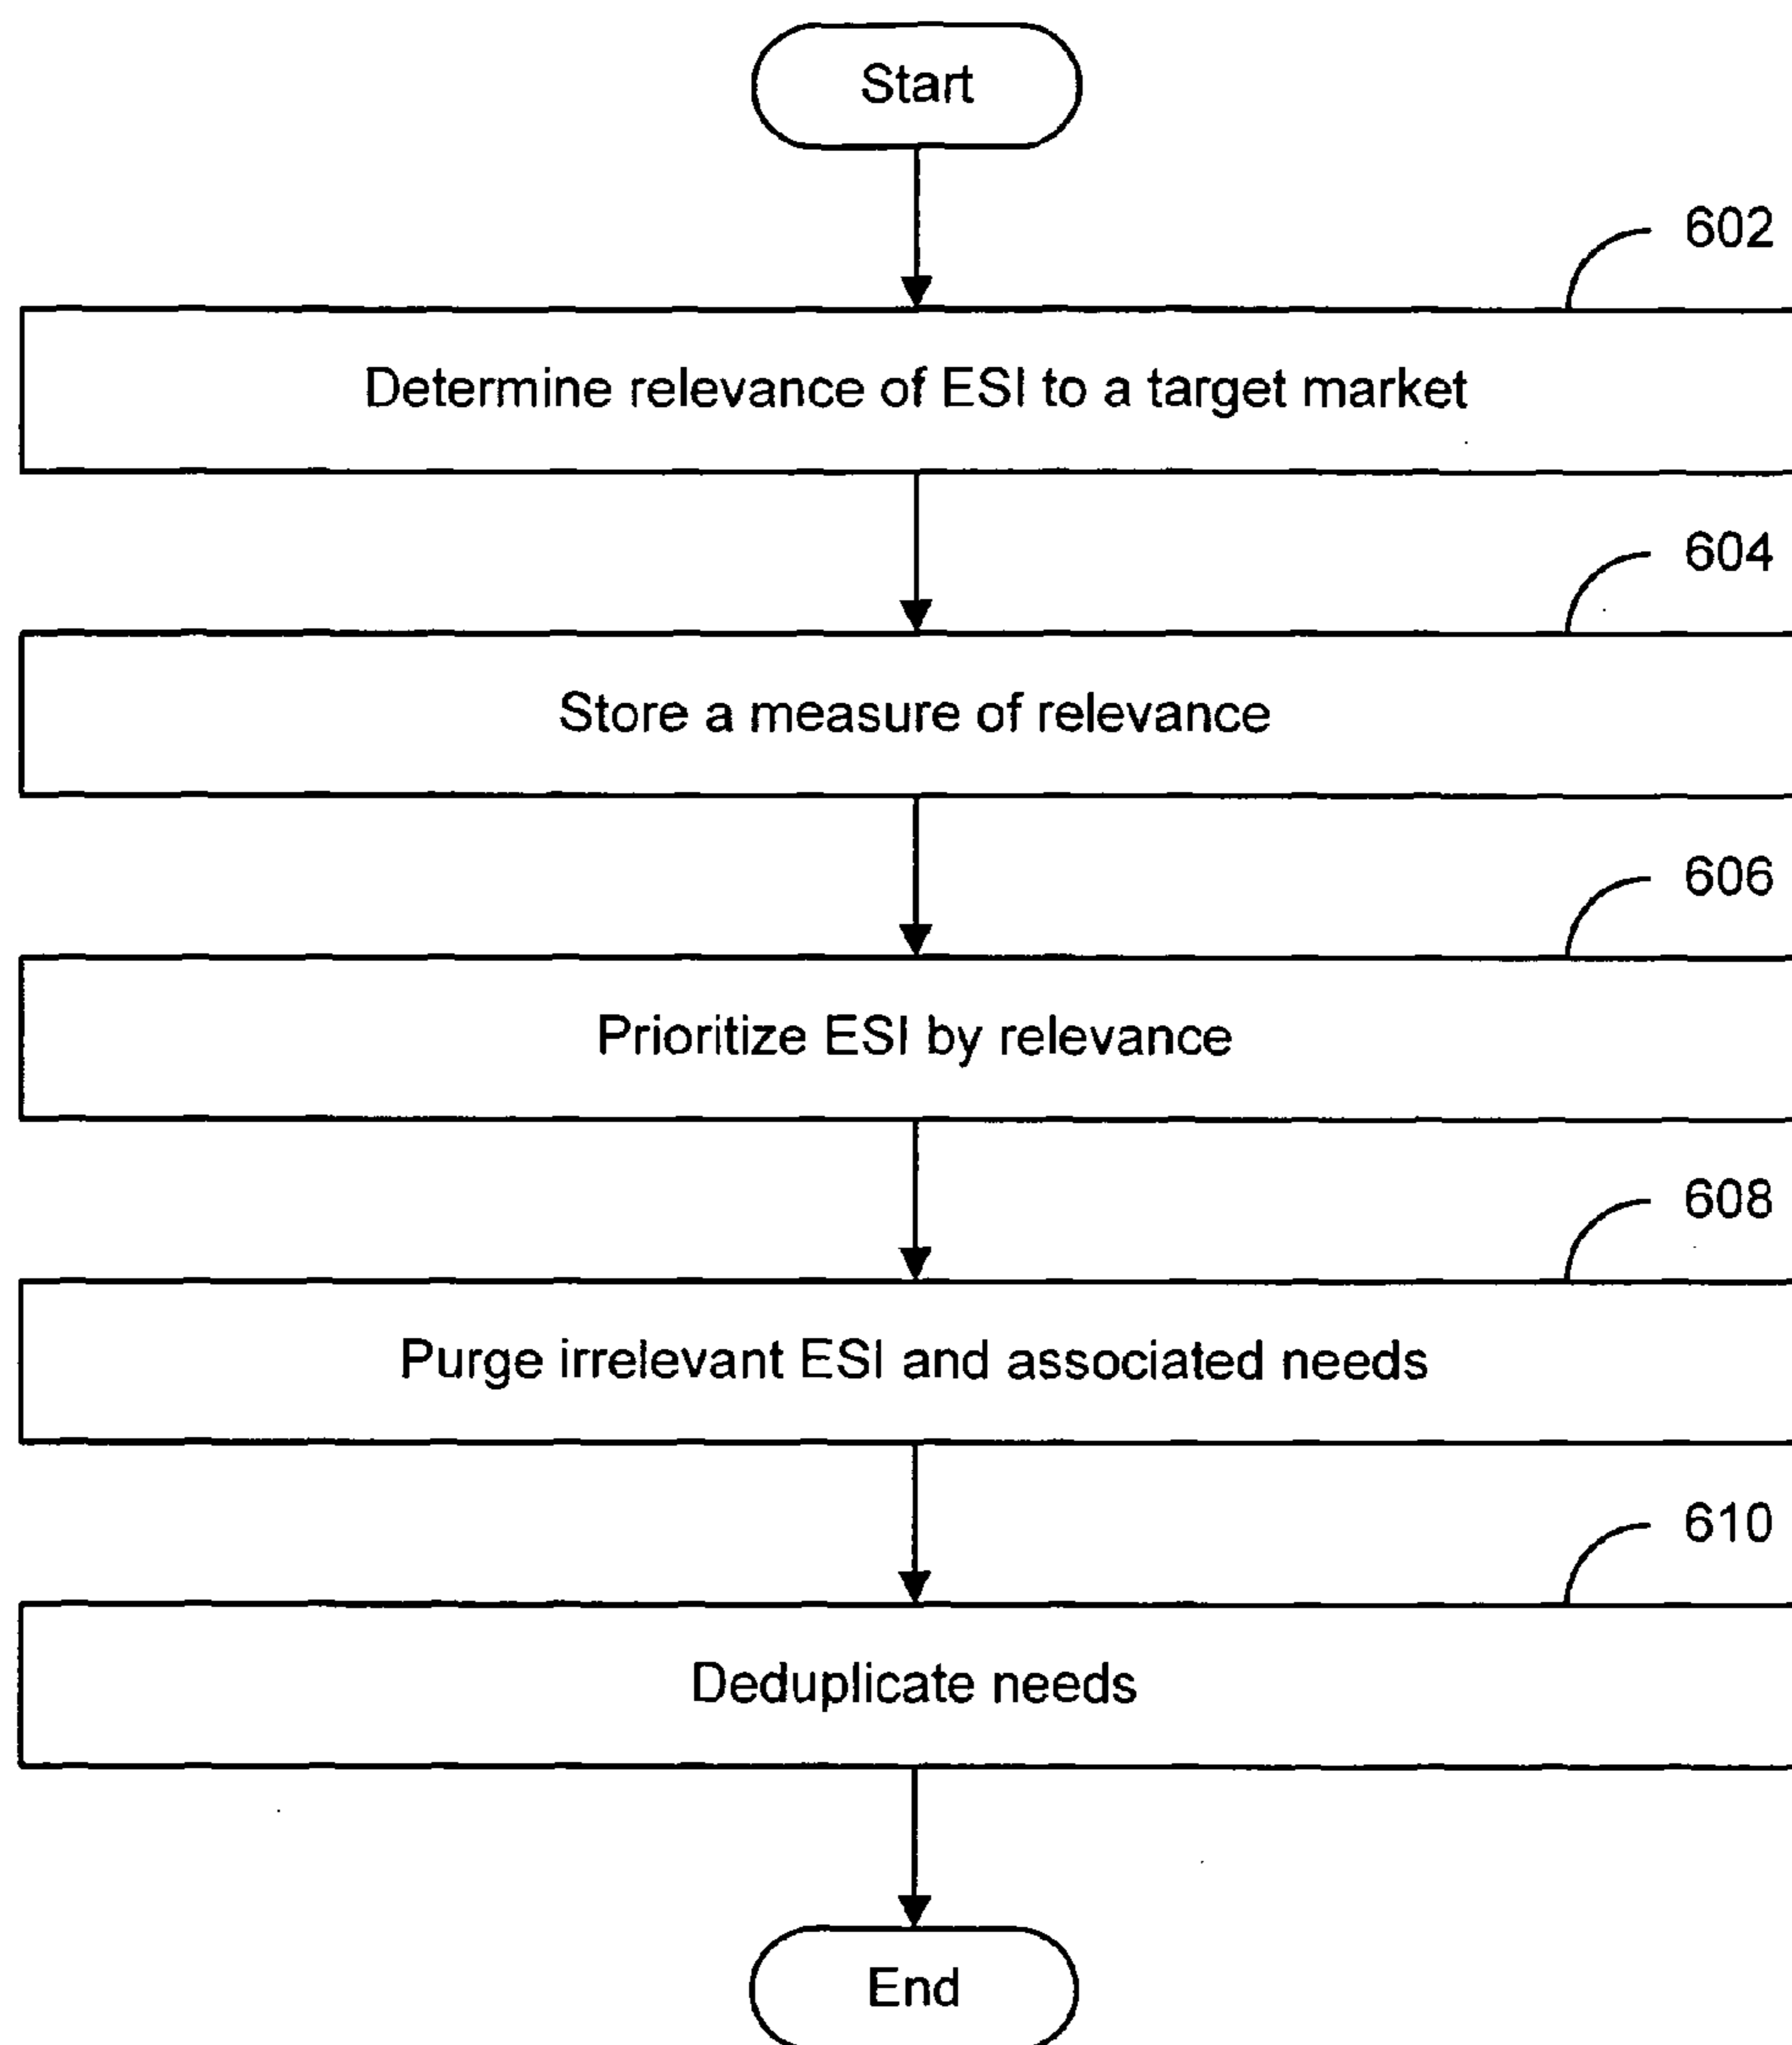 Start
602
Determine relevance of ESI to a target market
604
Store a measure of relevance
606
Prioritize ESI by relevance
608
Purge irrelevant ESI and associated needs
610
Deduplicate needs
End